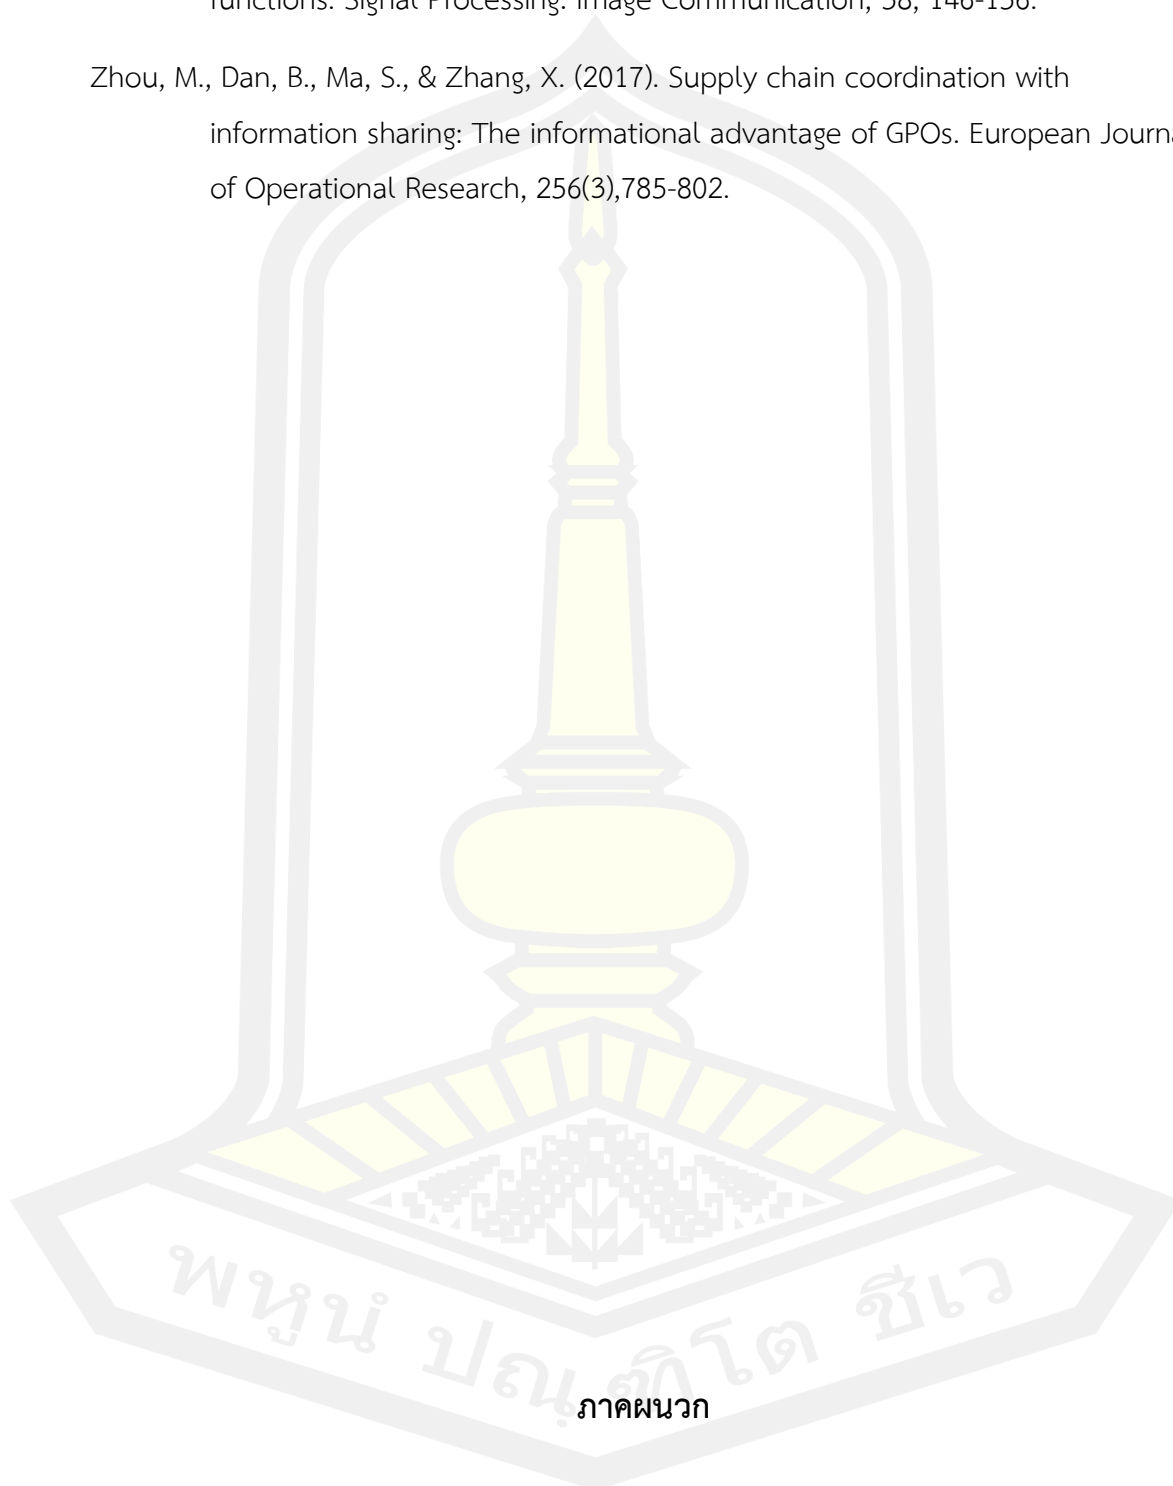 functions. Signal Processing: Image Communication, 58, 146-156.
Zhou, M., Dan, B., Ma, S., & Zhang, X. (2017). Supply chain coordination with
information sharing: The informational advantage of GPOs. European Journ
of Operational Research, 256(3),785-802.
พหูนํ ปณฺฑิโต ชีเว
ภาคผนวก